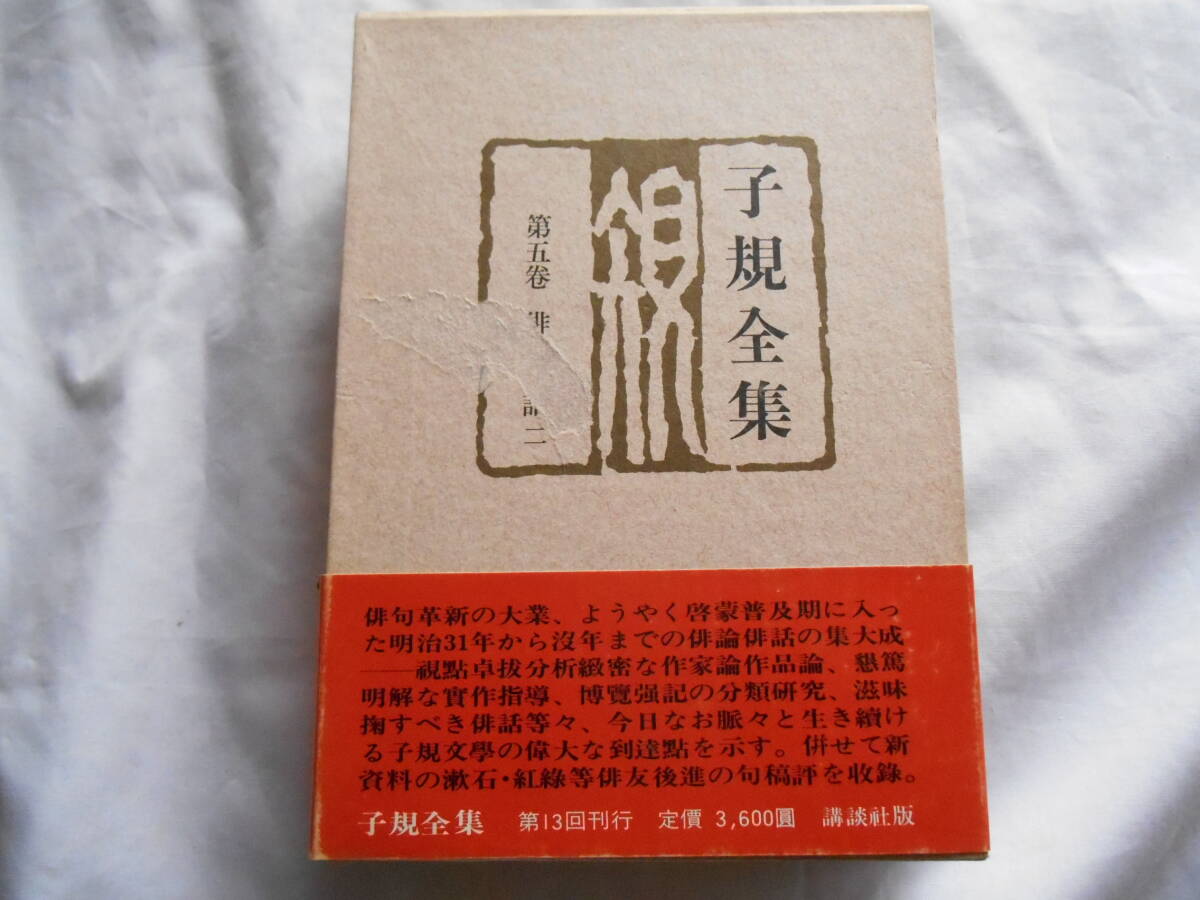 子規全集
第五卷 俳
論二
俳句革新の大業、ようやく啓蒙普及期に入っ
た明治31年から沒年までの俳論俳話の集大成
——視點卓拔分析緻密な作家論作品論、懇篤
明解な實作指導、博覽强記の分類研究、滋味
掬すべき俳話等々、今日なお脈々と生き續け
る子規文學の偉大な到達點を示す。併せて新
資料の漱石・紅綠等俳友後進の句稿評を收錄。
子規全集 第13回刊行 定價 3,600圓 講談社版